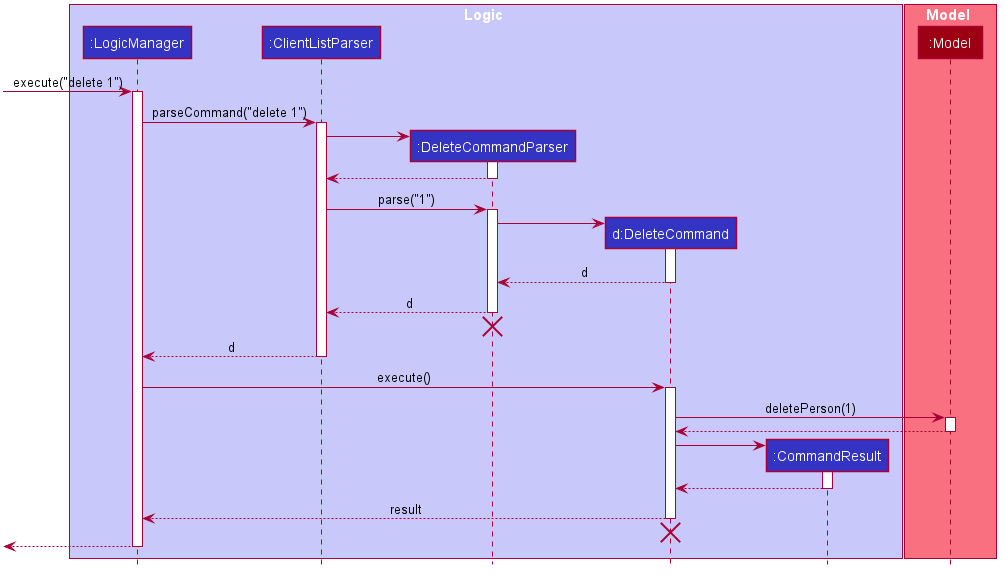 Logic
Model
:LogicManager
:ClientListParser
:Model
execute("delete 1")
parseCommand("delete 1")
:DeleteCommandParser
parse("1")
d:DeleteCommand
d
d
d
execute()
deletePerson(1)
:CommandResult
result